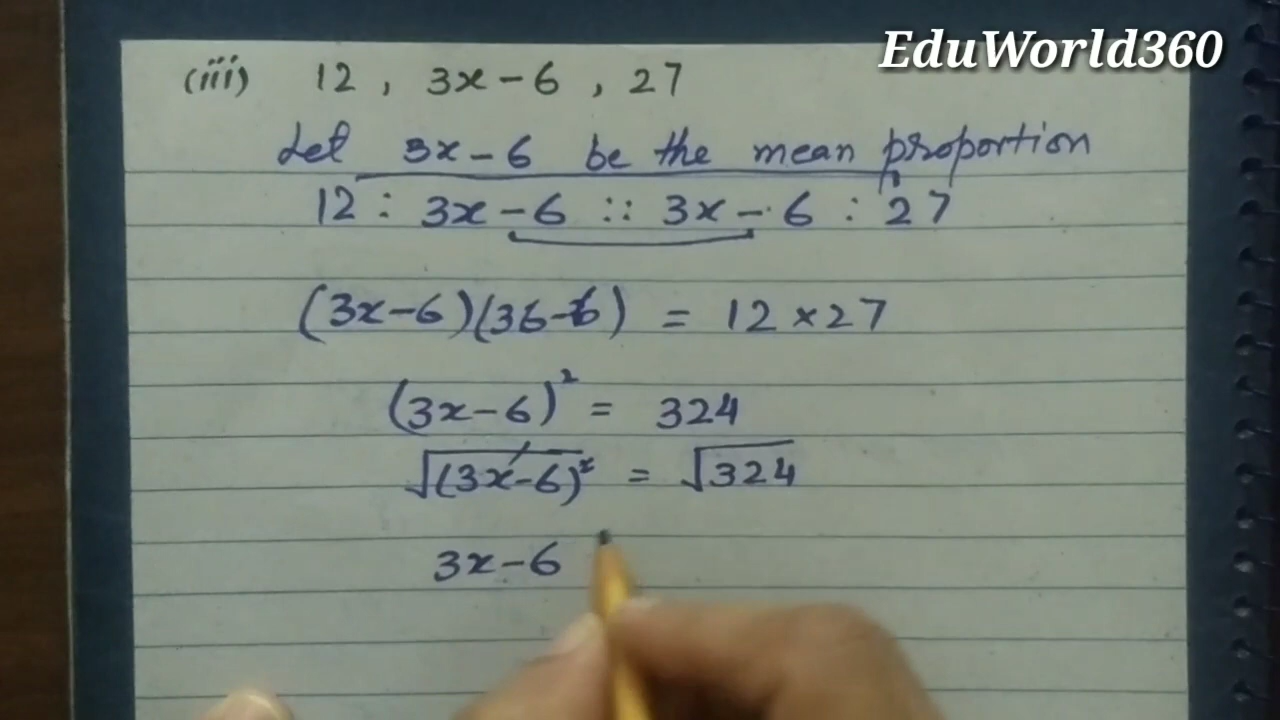 EduWorld360
(iii) 12 , 3x - 6 , 27
Let 3x - 6 be the mean proportion
12 : 3x - 6 :: 3x - 6 : 27
(3x - 6)(36 - 6) = 12 × 27
(3x - 6)² = 324
√(3x - 6)² = √324
3x - 6